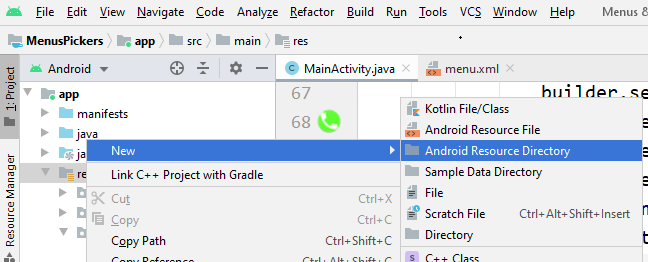 File Edit View Navigate Code Analyze Refactor Build Run Tools VCS Window Help Menus &
MenusPickers app src main res
Android MainActivity.java menu.xml
1: Project
Resource Manager
app
manifests
java
ja
re
67
68
builder.se
New
Link C++ Project with Gradle
Cut Ctrl+X
Copy Ctrl+C
Copy Path Ctrl+Shift+C
Copy Reference
Kotlin File/Class
Android Resource File
Android Resource Directory
Sample Data Directory
File
Scratch File Ctrl+Alt+Shift+Insert
Directory
C++ Class